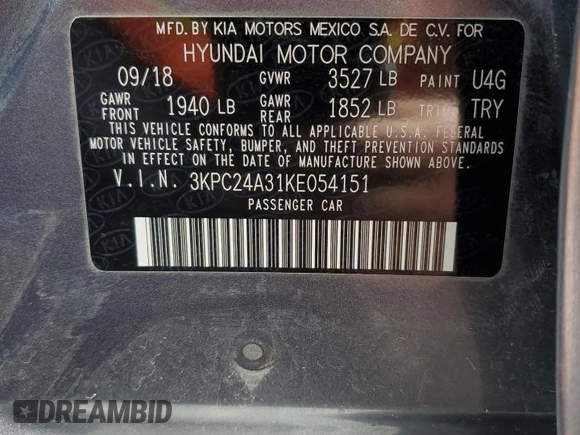 MFD. BY KIA MOTORS MEXICO S.A. DE C.V. FOR
HYUNDAI MOTOR COMPANY
09/18 GVWR 3527 LB PAINT U4G
GAWR FRONT 1940 LB GAWR REAR 1852 LB TRIM TRY
THIS VEHICLE CONFORMS TO ALL APPLICABLE U.S.A. FEDERAL
MOTOR VEHICLE SAFETY, BUMPER, AND THEFT PREVENTION STANDARDS
IN EFFECT ON THE DATE OF MANUFACTURE SHOWN ABOVE.
V.I.N. 3KPC24A31KE054151
PASSENGER CAR
DREAMBID